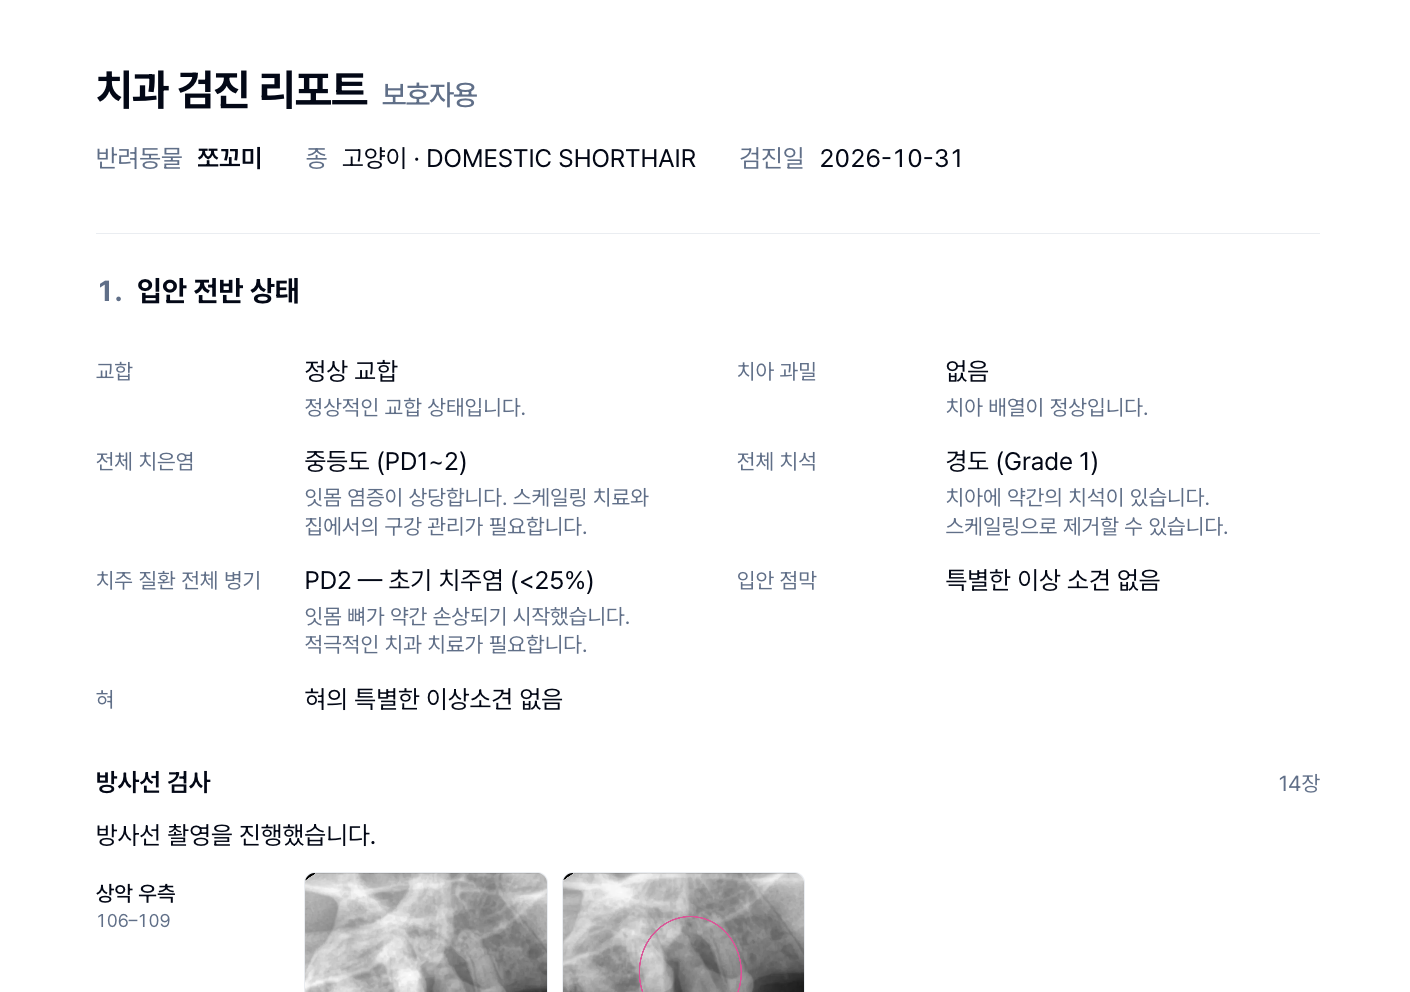 치과 검진 리포트 보호자용
반려동물 쪼꼬미 종 고양이 · DOMESTIC SHORTHAIR 검진일 2026-10-31
1. 입안 전반 상태
교합 정상 교합
정상적인 교합 상태입니다.
치아 과밀 없음
치아 배열이 정상입니다.
전체 치은염 중등도 (PD1~2)
잇몸 염증이 상당합니다. 스케일링 치료와
집에서의 구강 관리가 필요합니다.
전체 치석 경도 (Grade 1)
치아에 약간의 치석이 있습니다.
스케일링으로 제거할 수 있습니다.
치주 질환 전체 병기 PD2 — 초기 치주염 (<25%)
잇몸 뼈가 약간 손상되기 시작했습니다.
적극적인 치과 치료가 필요합니다.
입안 점막 특별한 이상 소견 없음
혀 혀의 특별한 이상소견 없음
방사선 검사 14장
방사선 촬영을 진행했습니다.
상악 우측
106–109